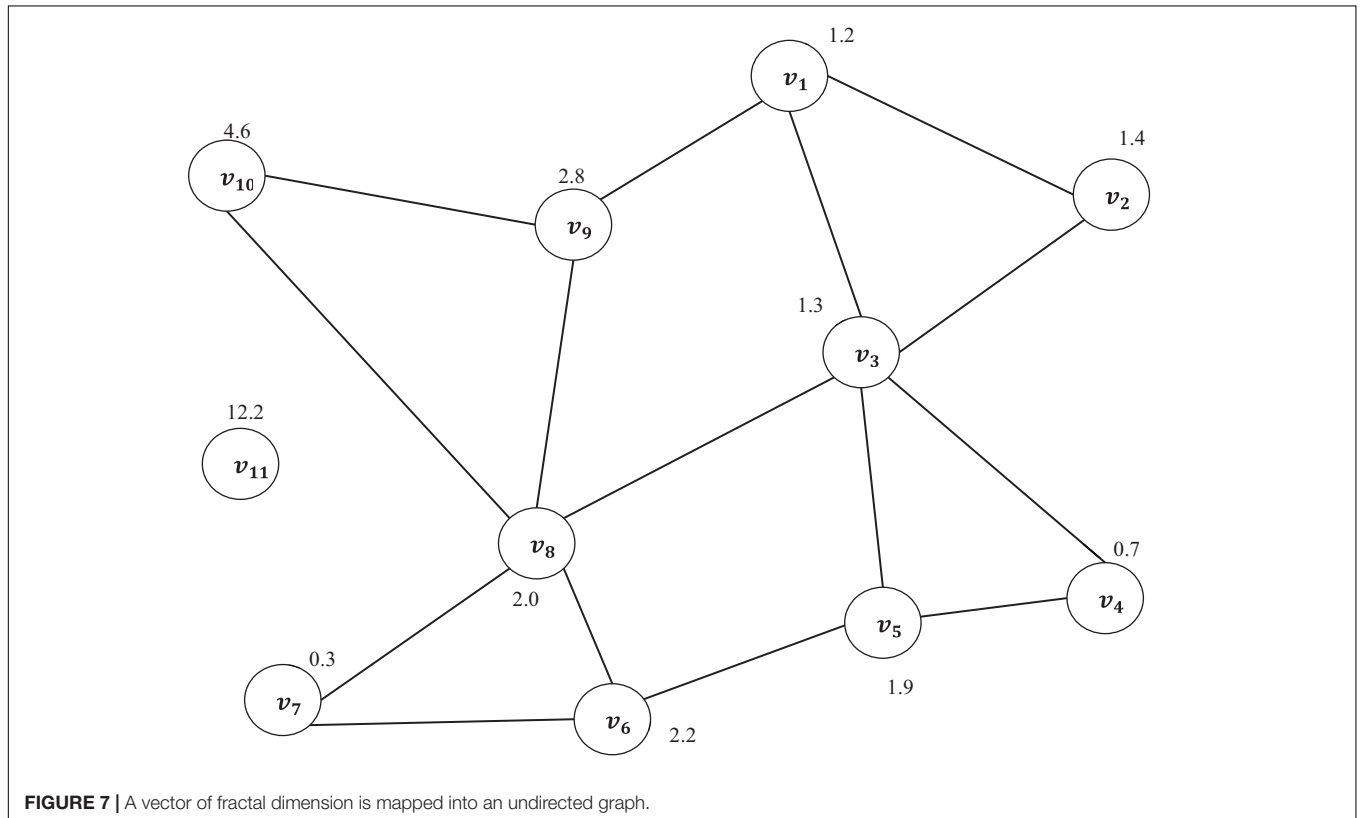 1.2
v₁
4.6
1.4
v₁₀
2.8
v₂
v₉
1.3
v₃
12.2
v₁₁
v₈
0.7
2.0
v₄
v₅
0.3
1.9
v₇
v₆
2.2
FIGURE 7 | A vector of fractal dimension is mapped into an undirected graph.